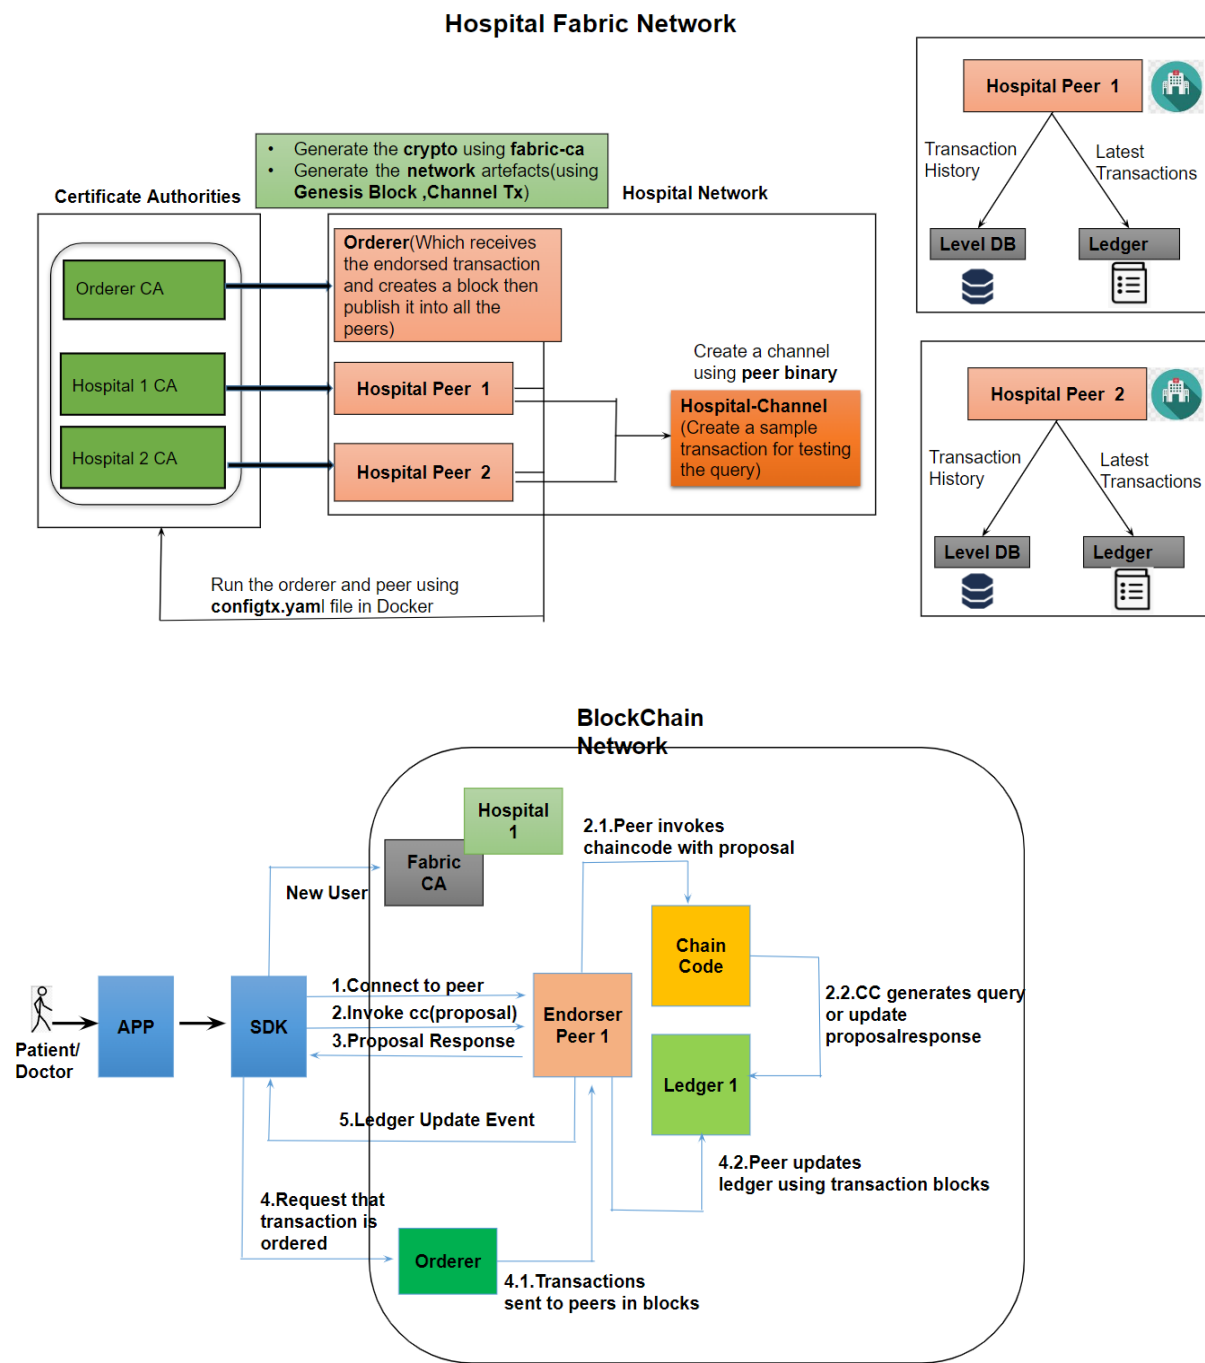 Hospital Fabric Network
• Generate the crypto using fabric-ca
• Generate the network artefacts(using
Genesis Block ,Channel Tx)
Certificate Authorities
Hospital Network
Orderer CA
Hospital 1 CA
Hospital 2 CA
Orderer(Which receives
the endorsed transaction
and creates a block then
publish it into all the
peers)
Hospital Peer 1
Hospital Peer 2
Create a channel
using peer binary
Hospital-Channel
(Create a sample
transaction for testing
the query)
Run the orderer and peer using
configtx.yaml file in Docker
Hospital Peer 1
Transaction
History
Latest
Transactions
Level DB
Ledger
Hospital Peer 2
Transaction
History
Latest
Transactions
Level DB
Ledger
BlockChain
Network
Hospital
1
Fabric
CA
New User
2.1.Peer invokes
chaincode with proposal
Chain
Code
Patient/
Doctor
APP
SDK
1.Connect to peer
2.Invoke cc(proposal)
3.Proposal Response
Endorser
Peer 1
2.2.CC generates query
or update
proposalresponse
Ledger 1
5.Ledger Update Event
4.2.Peer updates
ledger using transaction blocks
4.Request that
transaction is
ordered
Orderer
4.1.Transactions
sent to peers in blocks